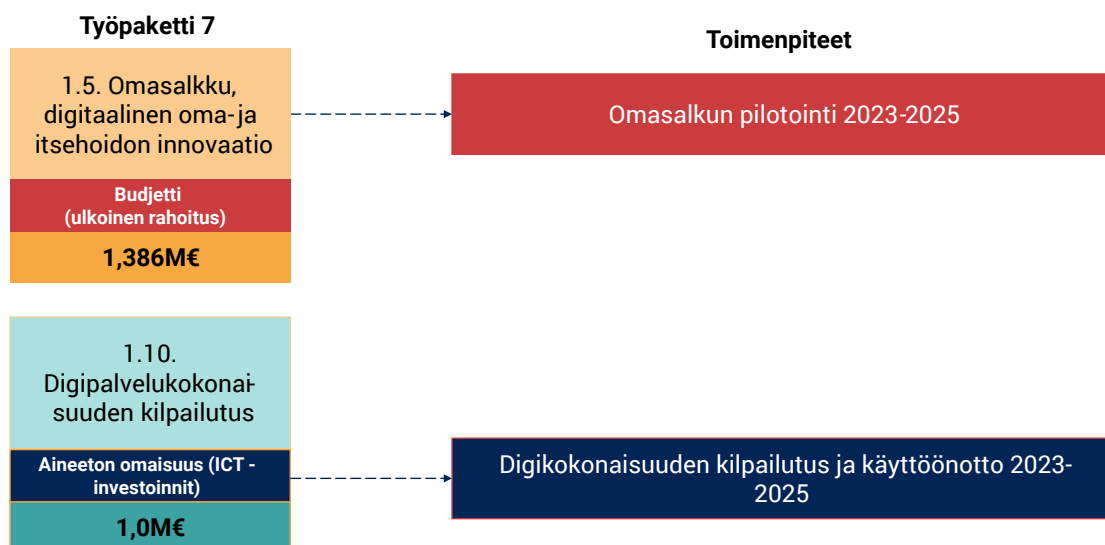 Työpaketti 7
Toimenpiteet
1.5. Omasalkku,
digitaalinen oma- ja
itsehoidon innovaatio
Omasalkun pilotointi 2023-2025
Budjetti
(ulkoinen rahoitus)
1,386M€
1.10.
Digipalvelukokonai-
suuden kilpailutus
Aineeton omaisuus (ICT -
investoinnit)
Digikokonaisuuden kilpailutus ja käyttöönotto 2023-
2025
1,0M€